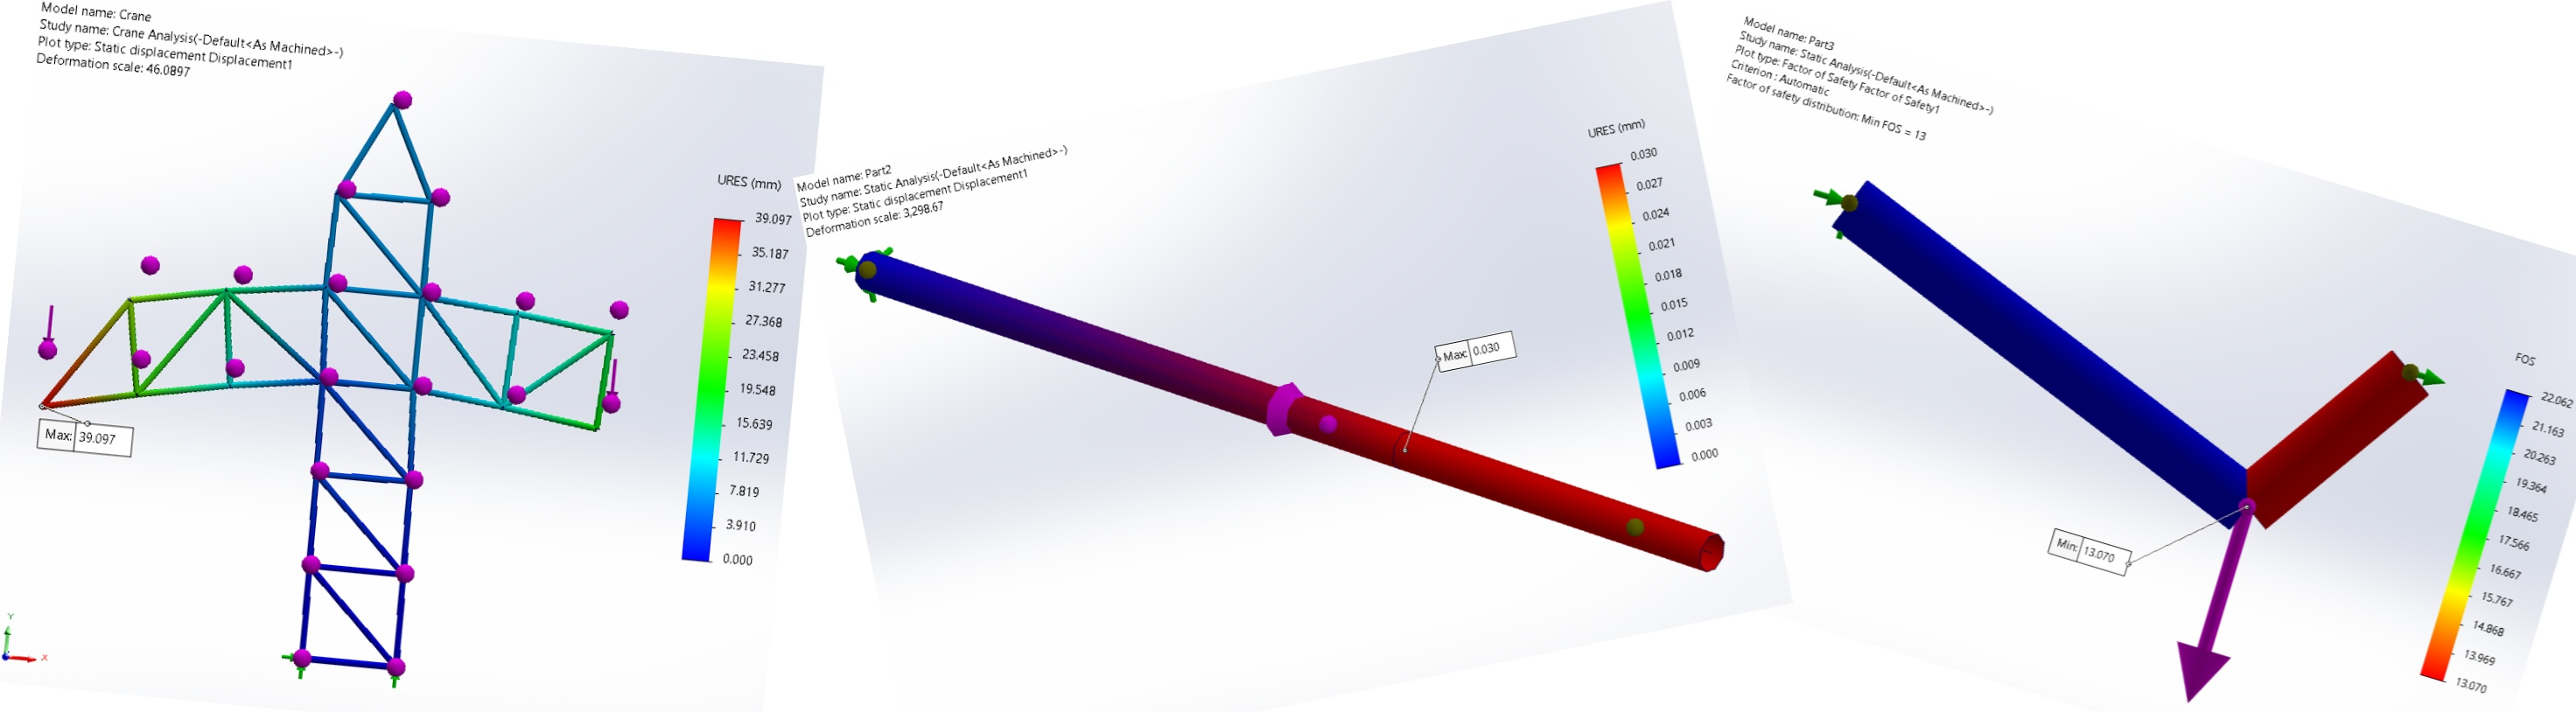 Model name: Crane
Study name: Crane Analysis(-Default<As Machined>-)
Plot type: Static displacement Displacement1
Deformation scale: 46.0897
URES (mm)
39.097
35.187
31.277
27.368
23.458
19.548
15.639
11.729
7.819
3.910
0.000
Max: 39.097
Y
X
Model name: Part2
Study name: Static Analysis(-Default<As Machined>-)
Plot type: Static displacement Displacement1
Deformation scale: 3,298.67
URES (mm)
0.030
0.027
0.024
0.021
0.018
0.015
0.012
0.009
0.006
0.003
0.000
Max: 0.030
Model name: Part3
Study name: Static Analysis(-Default<As Machined>-)
Plot type: Factor of Safety Factor of Safety1
Criterion : Automatic
Factor of safety distribution: Min FOS = 13
FOS
22.062
21.163
20.263
19.364
18.465
17.566
16.667
15.767
14.868
13.969
13.070
Min: 13.070